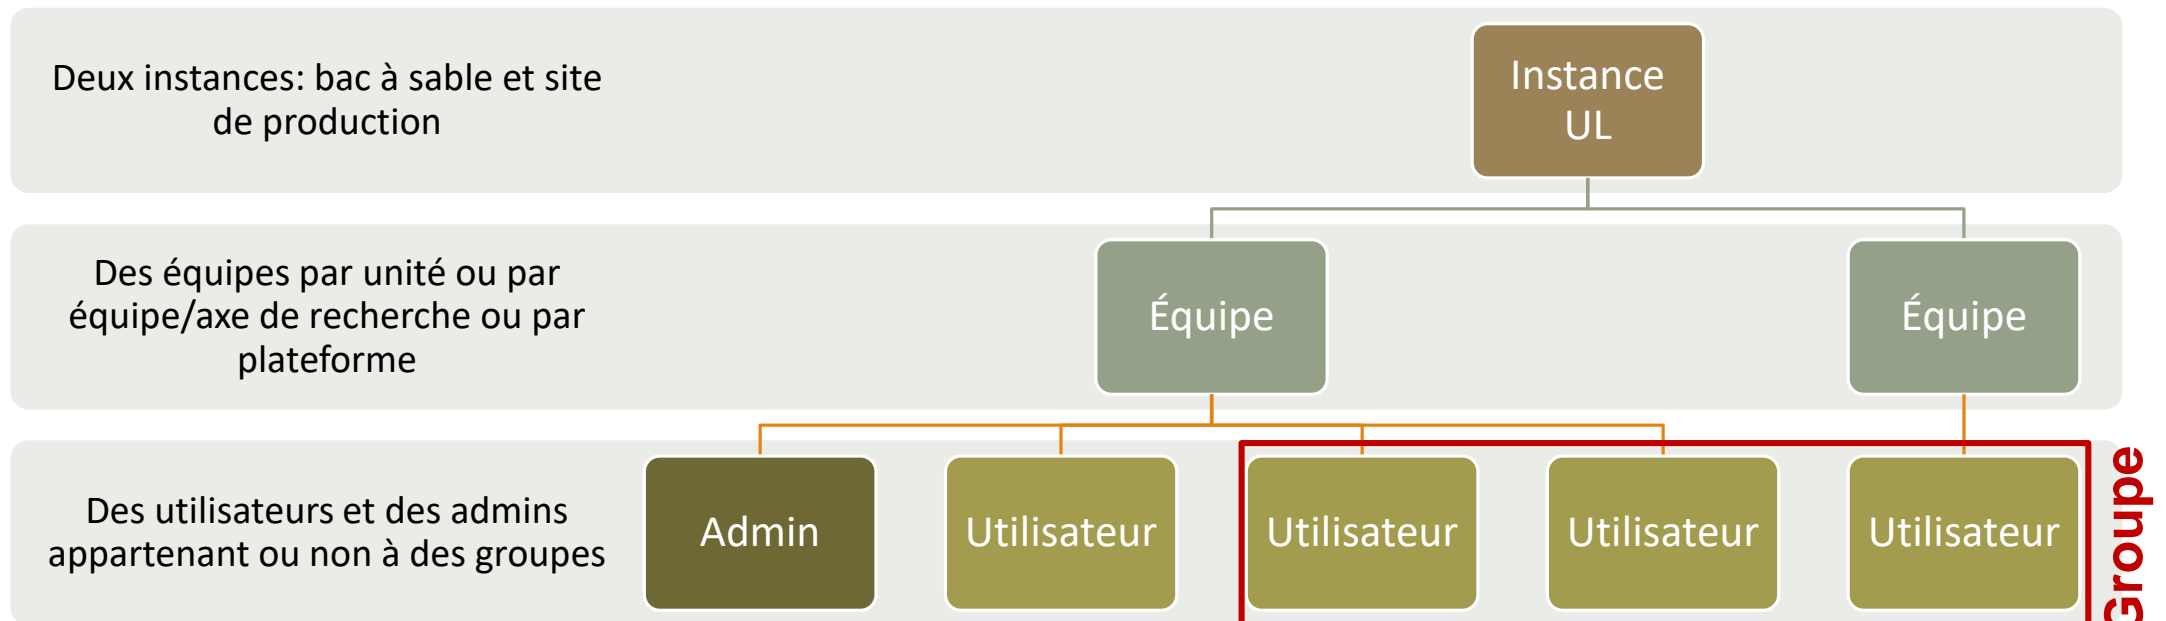 Deux instances: bac à sable et site
de production
Instance
UL
Des équipes par unité ou par
équipe/axe de recherche ou par
plateforme
Équipe
Équipe
Des utilisateurs et des admins
appartenant ou non à des groupes
Admin
Utilisateur
Utilisateur
Utilisateur
Utilisateur
Groupe